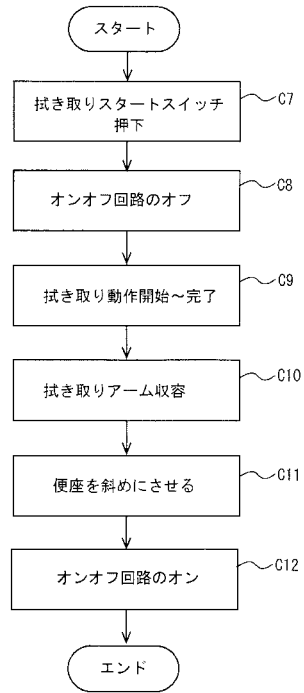 スタート
拭き取りスタートスイッチ
押下
C7
オンオフ回路のオフ
C8
拭き取り動作開始～完了
C9
拭き取りアーム収容
C10
便座を斜めにさせる
C11
オンオフ回路のオン
C12
エンド